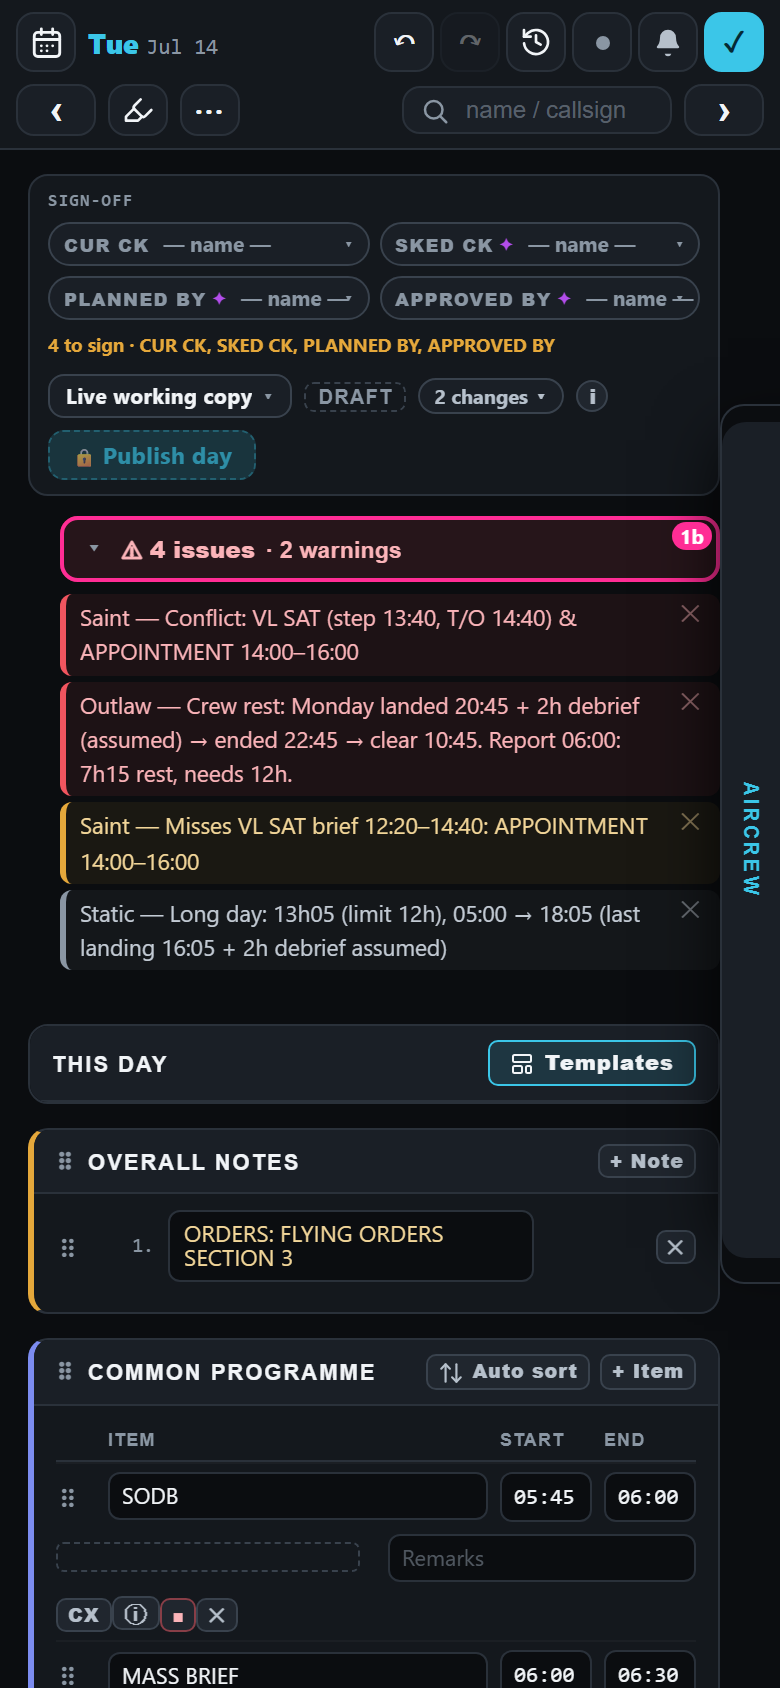 Tue Jul 14
name / callsign
SIGN-OFF
CUR CK — name —
SKED CK ✦ — name —
PLANNED BY ✦ — name —
APPROVED BY ✦ — name —
4 to sign · CUR CK, SKED CK, PLANNED BY, APPROVED BY
Live working copy
DRAFT
2 changes
i
Publish day
⚠ 4 issues · 2 warnings
1b
Saint — Conflict: VL SAT (step 13:40, T/O 14:40) &
APPOINTMENT 14:00–16:00
Outlaw — Crew rest: Monday landed 20:45 + 2h debrief
(assumed) → ended 22:45 → clear 10:45. Report 06:00:
7h15 rest, needs 12h.
Saint — Misses VL SAT brief 12:20–14:40: APPOINTMENT
14:00–16:00
Static — Long day: 13h05 (limit 12h), 05:00 → 18:05 (last
landing 16:05 + 2h debrief assumed)
AIRCREW
THIS DAY
Templates
OVERALL NOTES
+ Note
1.
ORDERS: FLYING ORDERS
SECTION 3
COMMON PROGRAMME
Auto sort
+ Item
ITEM START END
SODB 05:45 06:00
Remarks
CX
MASS BRIEF 06:00 06:30